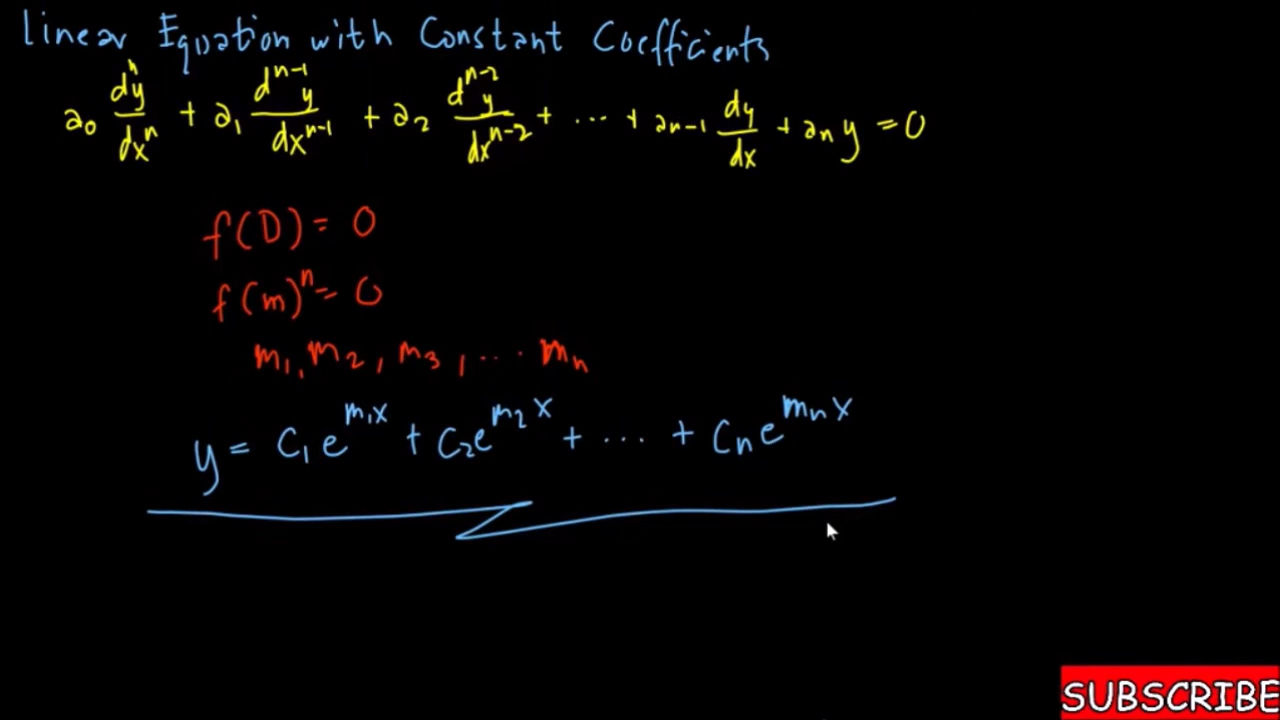 Linear Equation with Constant Coefficients
a₀ dⁿy/dxⁿ + a₁ dⁿ⁻¹y/dxⁿ⁻¹ + a₂ dⁿ⁻²y/dxⁿ⁻² + ... + aₙ₋₁ dy/dx + aₙ y = 0
f(D) = 0
f(m)ⁿ = 0
m₁, m₂, m₃, ... mₙ
y = C₁e^{m₁x} + C₂e^{m₂x} + ... + Cₙe^{mₙx}
SUBSCRIBE